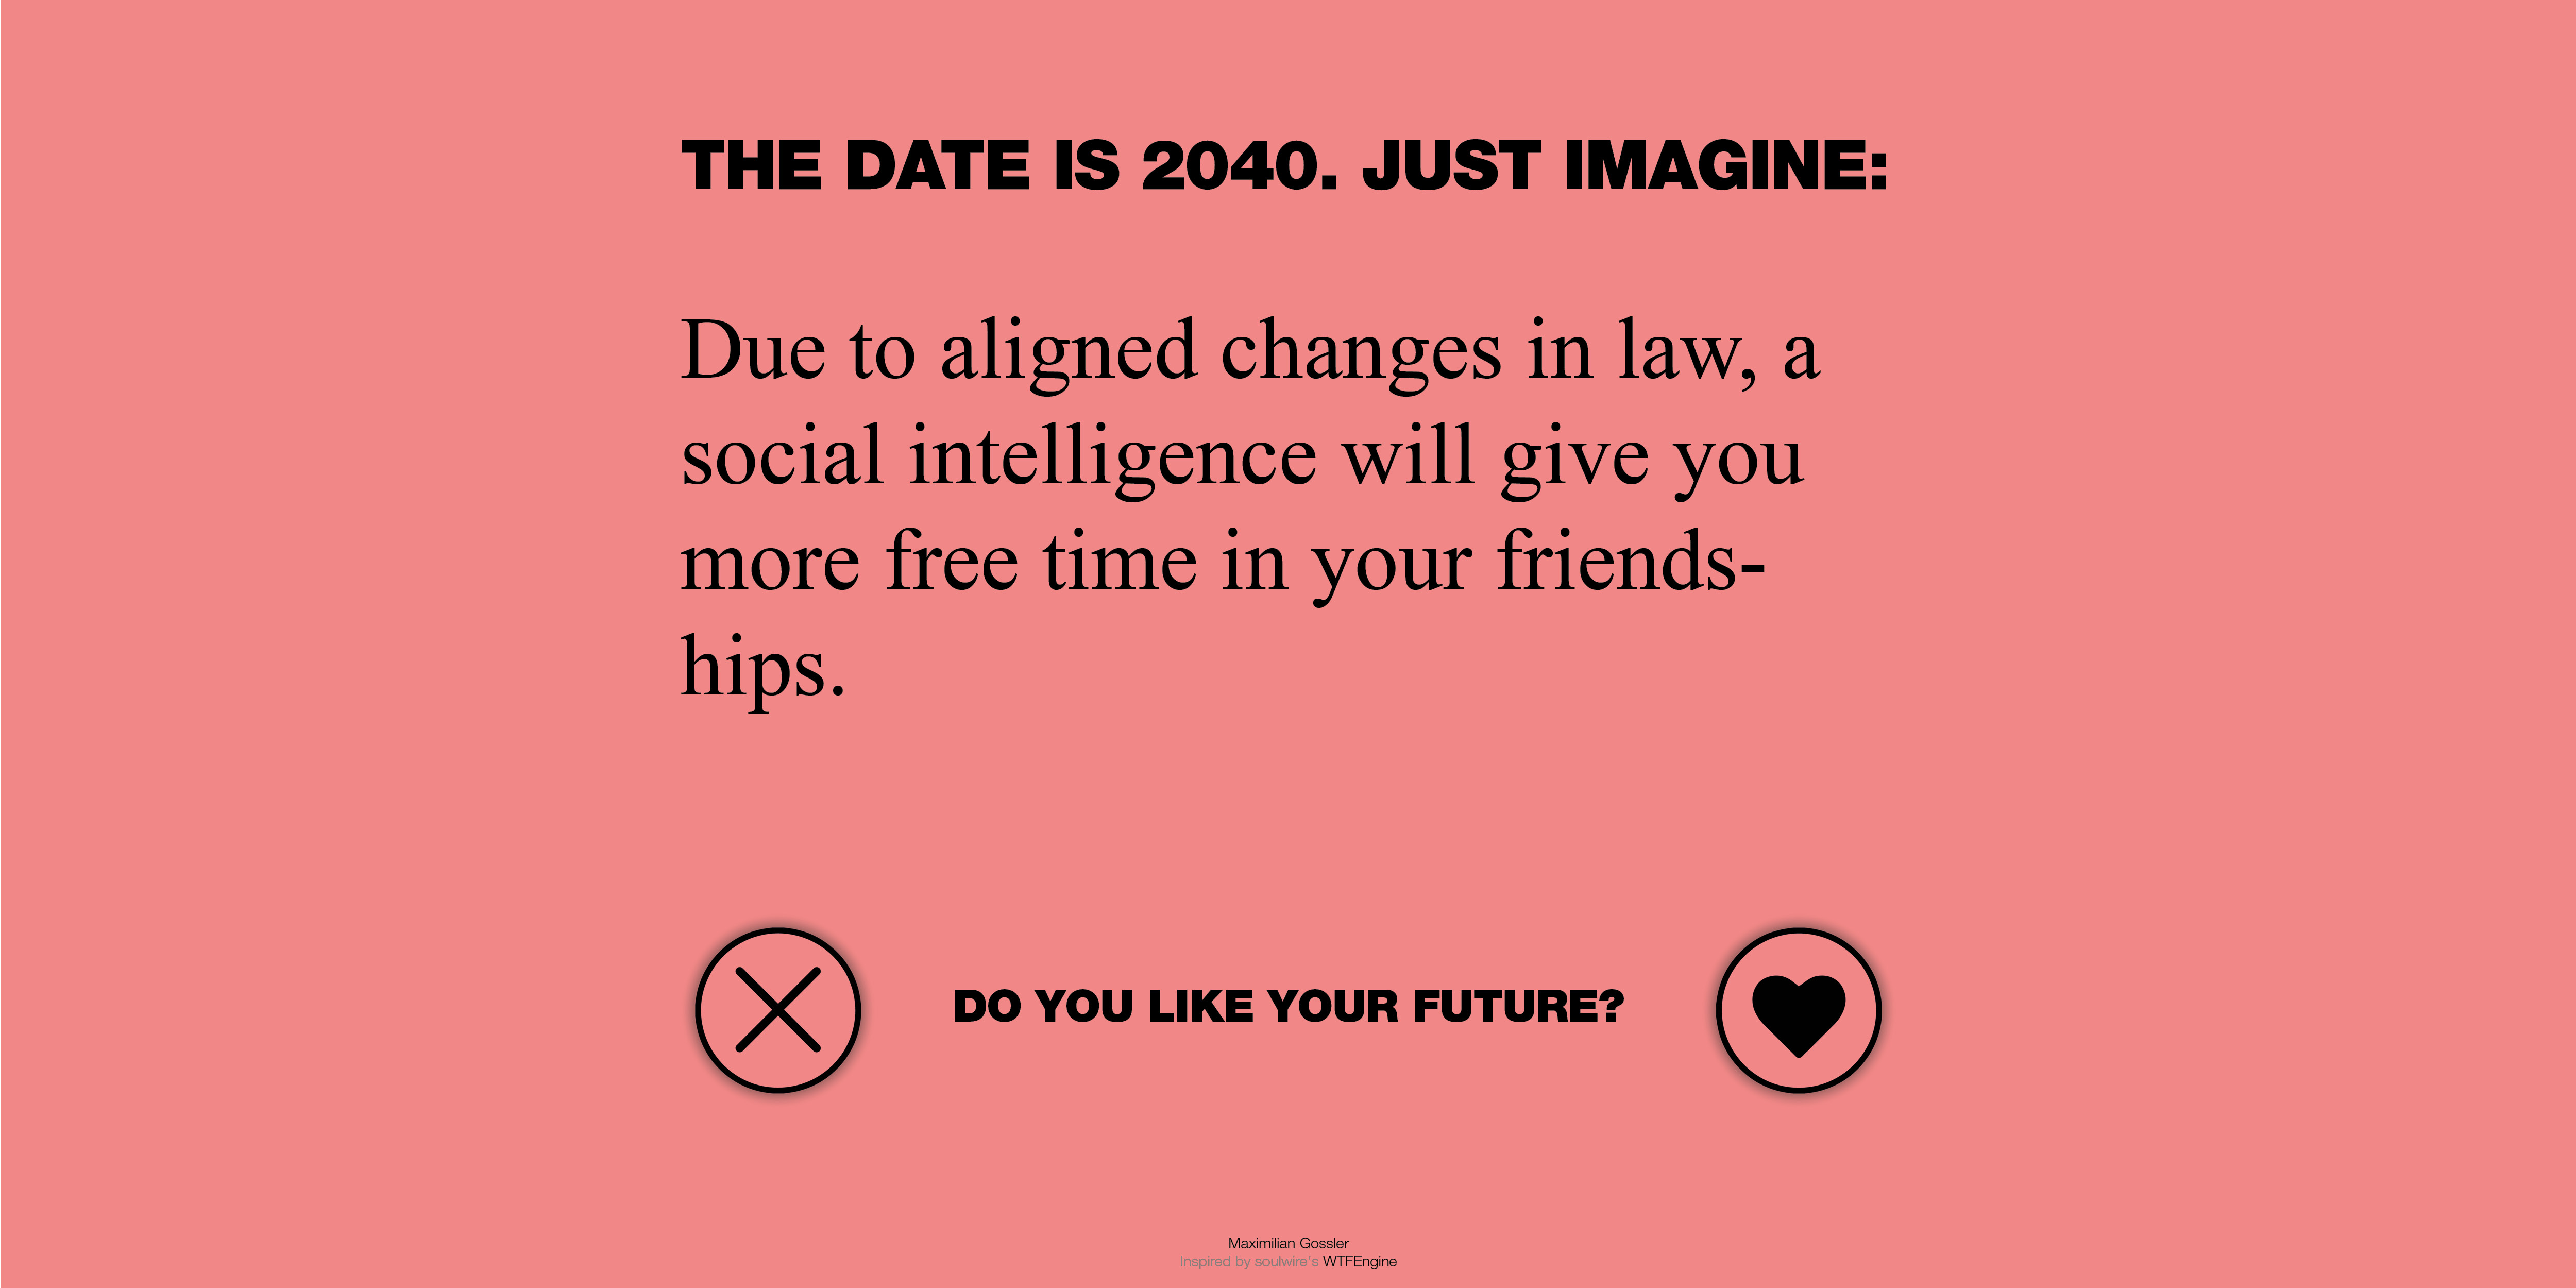 THE DATE IS 2040. JUST IMAGINE:
Due to aligned changes in law, a
social intelligence will give you
more free time in your friends-
hips.
DO YOU LIKE YOUR FUTURE?
Maximilian Gossler
Inspired by soulwire's WTFEngine